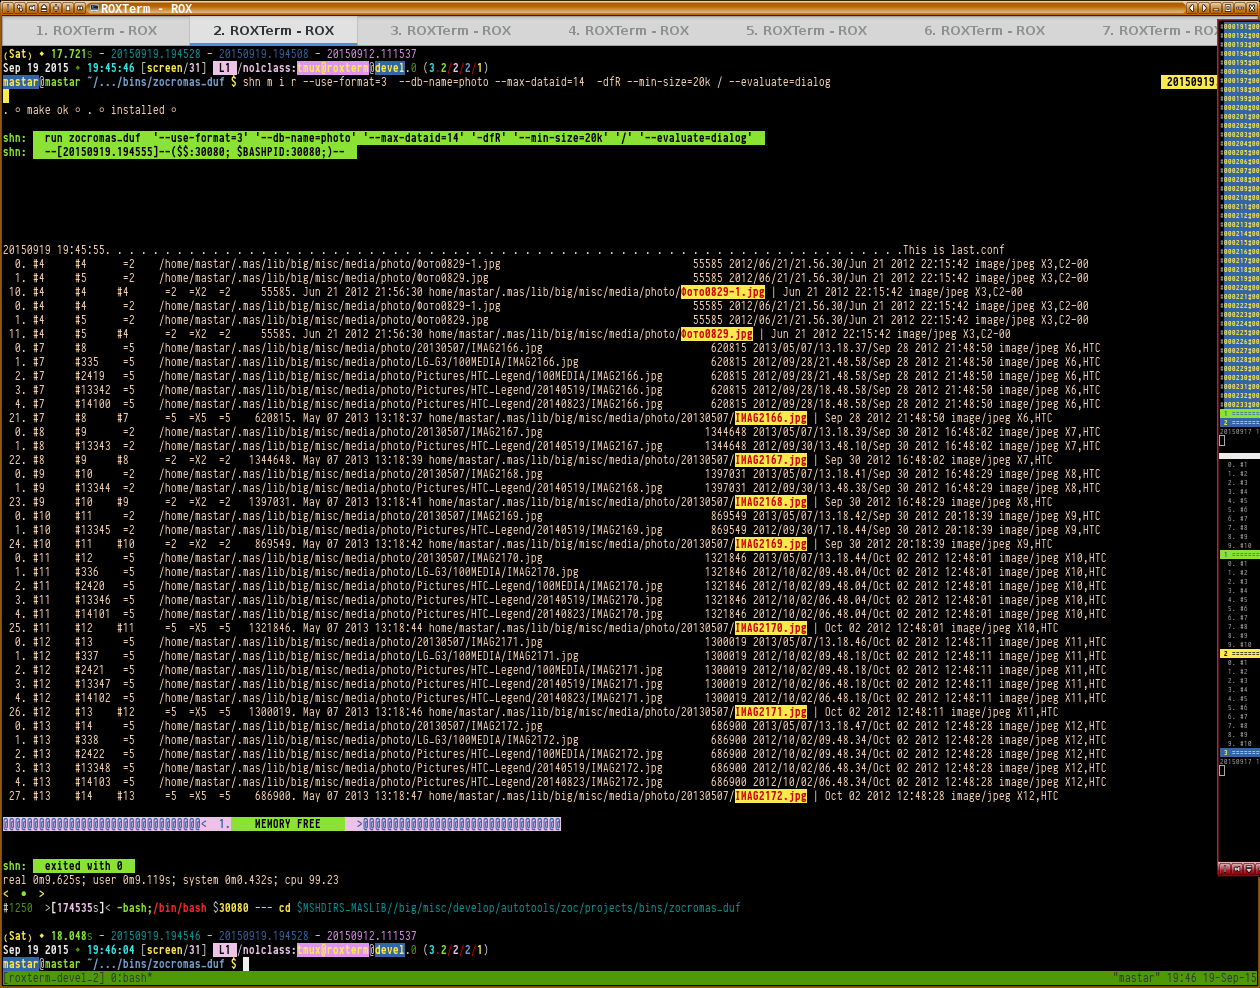 ROXTerm - ROX
1. ROXTerm - ROX
2. ROXTerm - ROX
3. ROXTerm - ROX
4. ROXTerm - ROX
5. ROXTerm - ROX
6. ROXTerm - ROX
7. ROXTerm - ROX
(Sat) • 17.721s - 20150919.194528 - 20150919.194508 - 20150912.111537
Sep 19 2015 • 19:45:46 [screen/31] L1 /nolclass:tmux@roxterm@devel.0 (3.2/2/2/1)
mastar@mastar ~/.../bins/zocromas_duf $ shn m i r --use-format=3  --db-name=photo --max-dataid=14  -dfR --min-size=20k / --evaluate=dialog
20150919
. ∘ make ok ∘ . ∘ installed ∘
shn:  run zocromas_duf  '--use-format=3' '--db-name=photo' '--max-dataid=14' '-dfR' '--min-size=20k' '/' '--evaluate=dialog'
shn:  --[20150919.194555]--($$:30080; $BASHPID:30080;)--
20150919 19:45:55. . . . . . . . . . . . . . . . . . . . . . . . . . . . . . . . . . . . . . . . . . . . . . . . . . . . . . . . . . . . . . . . . . .This is last.conf
0. #4 #4 =2 /home/mastar/.mas/lib/big/misc/media/photo/Фото0829-1.jpg 55585 2012/06/21/21.56.30/Jun 21 2012 22:15:42 image/jpeg X3,C2-00
1. #4 #5 =2 /home/mastar/.mas/lib/big/misc/media/photo/Фото0829.jpg 55585 2012/06/21/21.56.30/Jun 21 2012 22:15:42 image/jpeg X3,C2-00
10. #4 #4 #4 =2 =X2 =2 55585. Jun 21 2012 21:56:30 home/mastar/.mas/lib/big/misc/media/photo/Фото0829-1.jpg | Jun 21 2012 22:15:42 image/jpeg X3,C2-00
0. #4 #4 =2 /home/mastar/.mas/lib/big/misc/media/photo/Фото0829-1.jpg 55585 2012/06/21/21.56.30/Jun 21 2012 22:15:42 image/jpeg X3,C2-00
1. #4 #5 =2 /home/mastar/.mas/lib/big/misc/media/photo/Фото0829.jpg 55585 2012/06/21/21.56.30/Jun 21 2012 22:15:42 image/jpeg X3,C2-00
11. #4 #5 #4 =2 =X2 =2 55585. Jun 21 2012 21:56:30 home/mastar/.mas/lib/big/misc/media/photo/Фото0829.jpg | Jun 21 2012 22:15:42 image/jpeg X3,C2-00
0. #7 #8 =5 /home/mastar/.mas/lib/big/misc/media/photo/20130507/IMAG2166.jpg 620815 2013/05/07/13.18.37/Sep 28 2012 21:48:50 image/jpeg X6,HTC
1. #7 #335 =5 /home/mastar/.mas/lib/big/misc/media/photo/LG_G3/100MEDIA/IMAG2166.jpg 620815 2012/09/28/21.48.58/Sep 28 2012 21:48:50 image/jpeg X6,HTC
2. #7 #2419 =5 /home/mastar/.mas/lib/big/misc/media/photo/Pictures/HTC_Legend/100MEDIA/IMAG2166.jpg 620815 2012/09/28/21.48.58/Sep 28 2012 21:48:50 image/jpeg X6,HTC
3. #7 #13342 =5 /home/mastar/.mas/lib/big/misc/media/photo/Pictures/HTC_Legend/20140519/IMAG2166.jpg 620815 2012/09/28/18.48.58/Sep 28 2012 21:48:50 image/jpeg X6,HTC
4. #7 #14100 =5 /home/mastar/.mas/lib/big/misc/media/photo/Pictures/HTC_Legend/20140823/IMAG2166.jpg 620815 2012/09/28/18.48.58/Sep 28 2012 21:48:50 image/jpeg X6,HTC
21. #7 #8 #7 =5 =X5 =5 620815. May 07 2013 13:18:37 home/mastar/.mas/lib/big/misc/media/photo/20130507/IMAG2166.jpg | Sep 28 2012 21:48:50 image/jpeg X6,HTC
0. #8 #9 =2 /home/mastar/.mas/lib/big/misc/media/photo/20130507/IMAG2167.jpg 1344648 2013/05/07/13.18.39/Sep 30 2012 16:48:02 image/jpeg X7,HTC
1. #8 #13343 =2 /home/mastar/.mas/lib/big/misc/media/photo/Pictures/HTC_Legend/20140519/IMAG2167.jpg 1344648 2012/09/30/13.48.10/Sep 30 2012 16:48:02 image/jpeg X7,HTC
22. #8 #9 #8 =2 =X2 =2 1344648. May 07 2013 13:18:39 home/mastar/.mas/lib/big/misc/media/photo/20130507/IMAG2167.jpg | Sep 30 2012 16:48:02 image/jpeg X7,HTC
0. #9 #10 =2 /home/mastar/.mas/lib/big/misc/media/photo/20130507/IMAG2168.jpg 1397031 2013/05/07/13.18.41/Sep 30 2012 16:48:29 image/jpeg X8,HTC
1. #9 #13344 =2 /home/mastar/.mas/lib/big/misc/media/photo/Pictures/HTC_Legend/20140519/IMAG2168.jpg 1397031 2012/09/30/13.48.38/Sep 30 2012 16:48:29 image/jpeg X8,HTC
23. #9 #10 #9 =2 =X2 =2 1397031. May 07 2013 13:18:41 home/mastar/.mas/lib/big/misc/media/photo/20130507/IMAG2168.jpg | Sep 30 2012 16:48:29 image/jpeg X8,HTC
0. #10 #11 =2 /home/mastar/.mas/lib/big/misc/media/photo/20130507/IMAG2169.jpg 869549 2013/05/07/13.18.42/Sep 30 2012 20:18:39 image/jpeg X9,HTC
1. #10 #13345 =2 /home/mastar/.mas/lib/big/misc/media/photo/Pictures/HTC_Legend/20140519/IMAG2169.jpg 869549 2012/09/30/17.18.44/Sep 30 2012 20:18:39 image/jpeg X9,HTC
24. #10 #11 #10 =2 =X2 =2 869549. May 07 2013 13:18:42 home/mastar/.mas/lib/big/misc/media/photo/20130507/IMAG2169.jpg | Sep 30 2012 20:18:39 image/jpeg X9,HTC
0. #11 #12 =5 /home/mastar/.mas/lib/big/misc/media/photo/20130507/IMAG2170.jpg 1321846 2013/05/07/13.18.44/Oct 02 2012 12:48:01 image/jpeg X10,HTC
1. #11 #336 =5 /home/mastar/.mas/lib/big/misc/media/photo/LG_G3/100MEDIA/IMAG2170.jpg 1321846 2012/10/02/09.48.04/Oct 02 2012 12:48:01 image/jpeg X10,HTC
2. #11 #2420 =5 /home/mastar/.mas/lib/big/misc/media/photo/Pictures/HTC_Legend/100MEDIA/IMAG2170.jpg 1321846 2012/10/02/09.48.04/Oct 02 2012 12:48:01 image/jpeg X10,HTC
3. #11 #13346 =5 /home/mastar/.mas/lib/big/misc/media/photo/Pictures/HTC_Legend/20140519/IMAG2170.jpg 1321846 2012/10/02/06.48.04/Oct 02 2012 12:48:01 image/jpeg X10,HTC
4. #11 #14101 =5 /home/mastar/.mas/lib/big/misc/media/photo/Pictures/HTC_Legend/20140823/IMAG2170.jpg 1321846 2012/10/02/06.48.04/Oct 02 2012 12:48:01 image/jpeg X10,HTC
25. #11 #12 #11 =5 =X5 =5 1321846. May 07 2013 13:18:44 home/mastar/.mas/lib/big/misc/media/photo/20130507/IMAG2170.jpg | Oct 02 2012 12:48:01 image/jpeg X10,HTC
0. #12 #13 =5 /home/mastar/.mas/lib/big/misc/media/photo/20130507/IMAG2171.jpg 1300019 2013/05/07/13.18.46/Oct 02 2012 12:48:11 image/jpeg X11,HTC
1. #12 #337 =5 /home/mastar/.mas/lib/big/misc/media/photo/LG_G3/100MEDIA/IMAG2171.jpg 1300019 2012/10/02/09.48.18/Oct 02 2012 12:48:11 image/jpeg X11,HTC
2. #12 #2421 =5 /home/mastar/.mas/lib/big/misc/media/photo/Pictures/HTC_Legend/100MEDIA/IMAG2171.jpg 1300019 2012/10/02/09.48.18/Oct 02 2012 12:48:11 image/jpeg X11,HTC
3. #12 #13347 =5 /home/mastar/.mas/lib/big/misc/media/photo/Pictures/HTC_Legend/20140519/IMAG2171.jpg 1300019 2012/10/02/06.48.18/Oct 02 2012 12:48:11 image/jpeg X11,HTC
4. #12 #14102 =5 /home/mastar/.mas/lib/big/misc/media/photo/Pictures/HTC_Legend/20140823/IMAG2171.jpg 1300019 2012/10/02/06.48.18/Oct 02 2012 12:48:11 image/jpeg X11,HTC
26. #12 #13 #12 =5 =X5 =5 1300019. May 07 2013 13:18:46 home/mastar/.mas/lib/big/misc/media/photo/20130507/IMAG2171.jpg | Oct 02 2012 12:48:11 image/jpeg X11,HTC
0. #13 #14 =5 /home/mastar/.mas/lib/big/misc/media/photo/20130507/IMAG2172.jpg 686900 2013/05/07/13.18.47/Oct 02 2012 12:48:28 image/jpeg X12,HTC
1. #13 #338 =5 /home/mastar/.mas/lib/big/misc/media/photo/LG_G3/100MEDIA/IMAG2172.jpg 686900 2012/10/02/09.48.34/Oct 02 2012 12:48:28 image/jpeg X12,HTC
2. #13 #2422 =5 /home/mastar/.mas/lib/big/misc/media/photo/Pictures/HTC_Legend/100MEDIA/IMAG2172.jpg 686900 2012/10/02/09.48.34/Oct 02 2012 12:48:28 image/jpeg X12,HTC
3. #13 #13348 =5 /home/mastar/.mas/lib/big/misc/media/photo/Pictures/HTC_Legend/20140519/IMAG2172.jpg 686900 2012/10/02/06.48.34/Oct 02 2012 12:48:28 image/jpeg X12,HTC
4. #13 #14103 =5 /home/mastar/.mas/lib/big/misc/media/photo/Pictures/HTC_Legend/20140823/IMAG2172.jpg 686900 2012/10/02/06.48.34/Oct 02 2012 12:48:28 image/jpeg X12,HTC
27. #13 #14 #13 =5 =X5 =5 686900. May 07 2013 13:18:47 home/mastar/.mas/lib/big/misc/media/photo/20130507/IMAG2172.jpg | Oct 02 2012 12:48:28 image/jpeg X12,HTC
@@@@@@@@@@@@@@@@@@@@@@@@@@@@@@@@@< 1. MEMORY FREE >@@@@@@@@@@@@@@@@@@@@@@@@@@@@@@@@@
shn:  exited with 0
real 0m9.625s; user 0m9.119s; system 0m0.432s; cpu 99.23
< • >
#1250 >[174535s]< -bash;/bin/bash $30080 --- cd $MSHDIRS_MASLIB//big/misc/develop/autotools/zoc/projects/bins/zocromas_duf
(Sat) • 18.048s - 20150919.194546 - 20150919.194528 - 20150912.111537
Sep 19 2015 • 19:46:04 [screen/31] L1 /nolclass:tmux@roxterm@devel.0 (3.2/2/2/1)
mastar@mastar ~/.../bins/zocromas_duf $
[roxterm_devel_2] 0:bash*
"mastar" 19:46 19-Sep-15